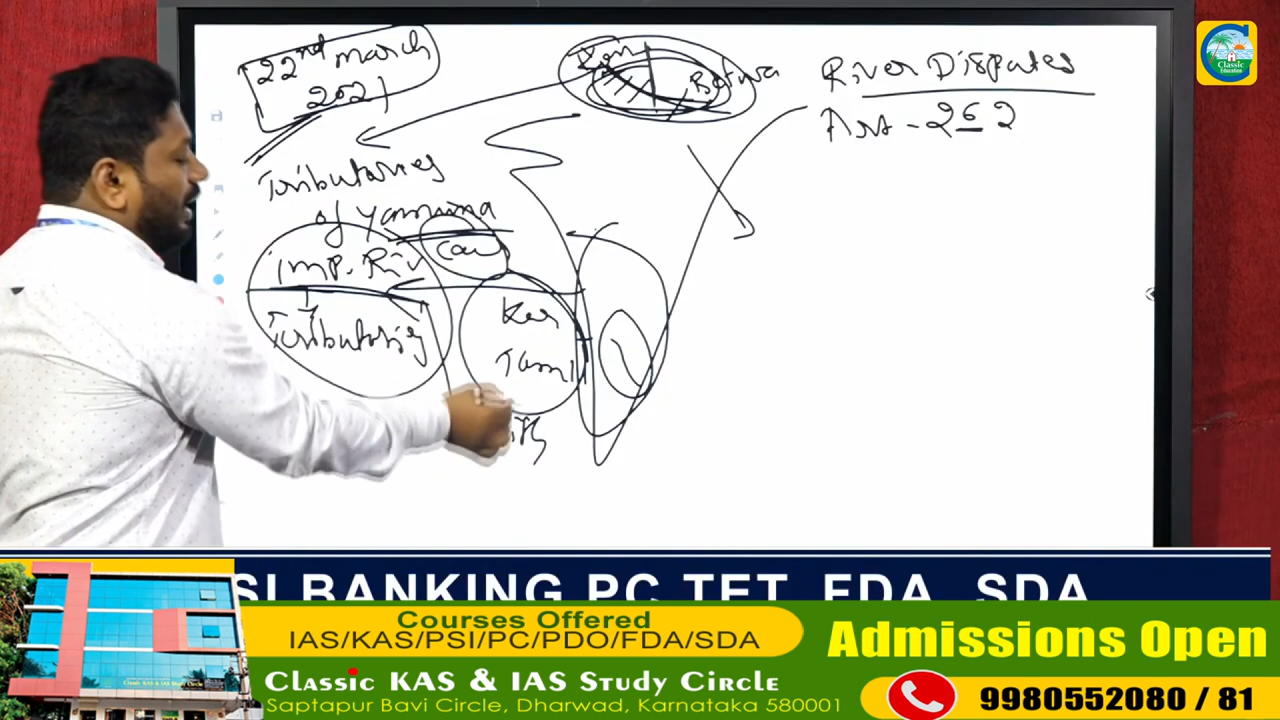 22nd march
2021
Ken Betwa
River Disputes
Art - 262
Tributaries
of yamuna
Cau
imp. Riv
Tributaries
Ker
Tami
Classic
Education
SI BANKING PC TET FDA SDA
Courses Offered
IAS/KAS/PSI/PC/PDO/FDA/SDA
Classic KAS & IAS Study Circle
Saptapur Bavi Circle, Dharwad, Karnataka 580001
Admissions Open
9980552080 / 81